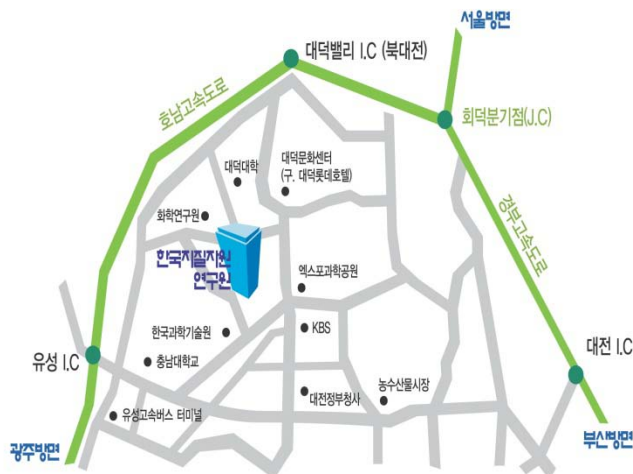 서울방면
대덕밸리 I.C (북대전)
호남고속도로
회덕분기점(J.C)
대덕대학
대덕문화센터
(구. 대덕롯데호텔)
화학연구원
경부고속도로
한국지질자원
연구원
엑스포과학공원
한국과학기술원
KBS
유성 I.C
충남대학교
대전 I.C
대전정부청사
농수산물시장
유성고속버스 터미널
광주방면
부산방면